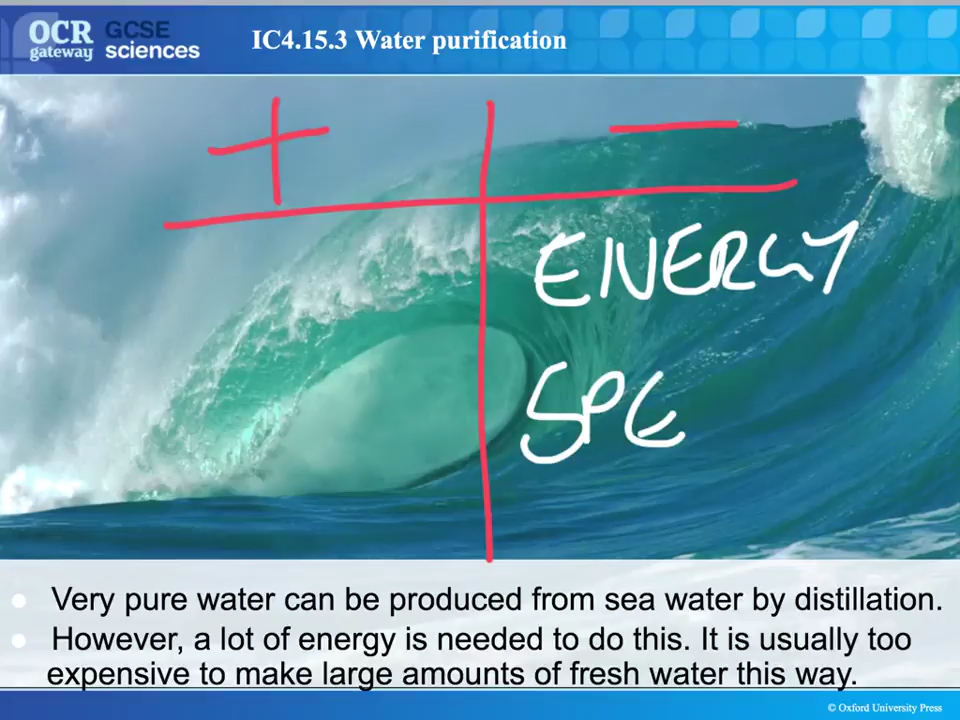 OCR GCSE
gateway sciences
IC4.15.3 Water purification
+ −
ENERGY
SPE
Very pure water can be produced from sea water by distillation.
However, a lot of energy is needed to do this. It is usually too
expensive to make large amounts of fresh water this way.
© Oxford University Press